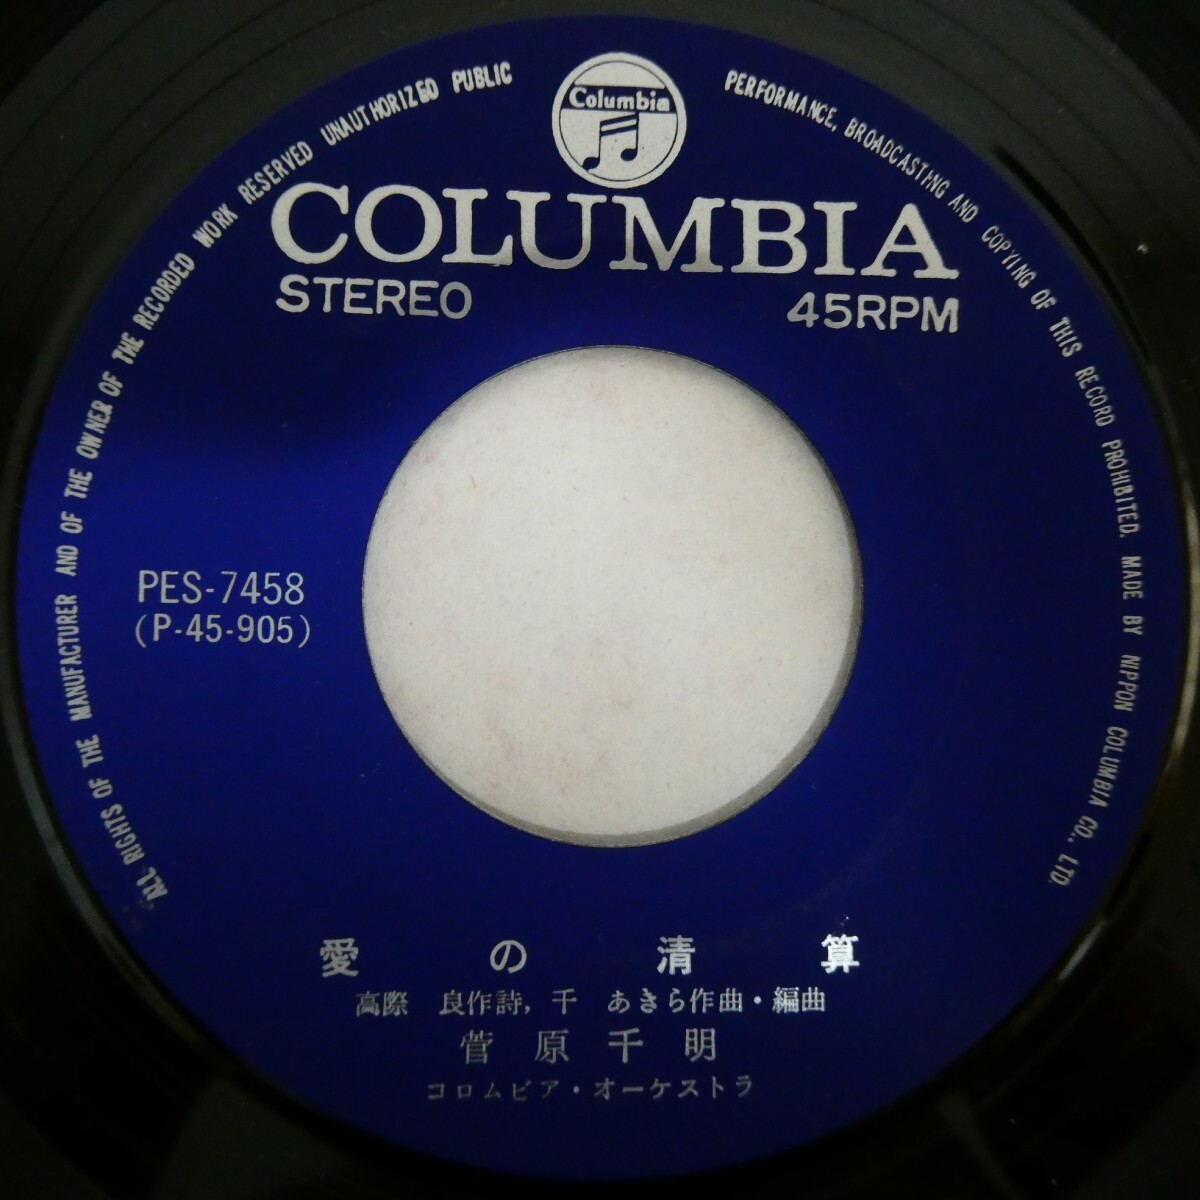 ALL RIGHTS OF THE MANUFACTURER AND OF THE OWNER OF THE RECORDED WORK RESERVED UNAUTHORIZED PUBLIC PERFORMANCE, BROADCASTING AND COPYING OF THIS RECORD PROHIBITED. MADE BY NIPPON COLUMBIA CO., LTD.
Columbia
COLUMBIA
STEREO 45RPM
PES-7458
(P-45-905)
愛の清算
高際 良作詩, 千 あきら作曲・編曲
菅原千明
コロムビア・オーケストラ